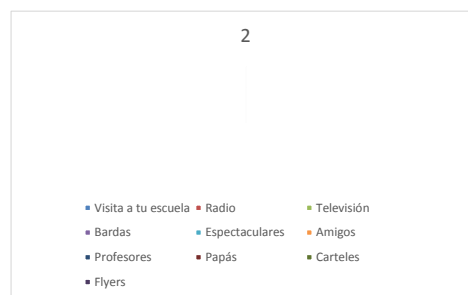 2
Visita a tu escuela Radio Televisión
Bardas Espectaculares Amigos
Profesores Papás Carteles
Flyers